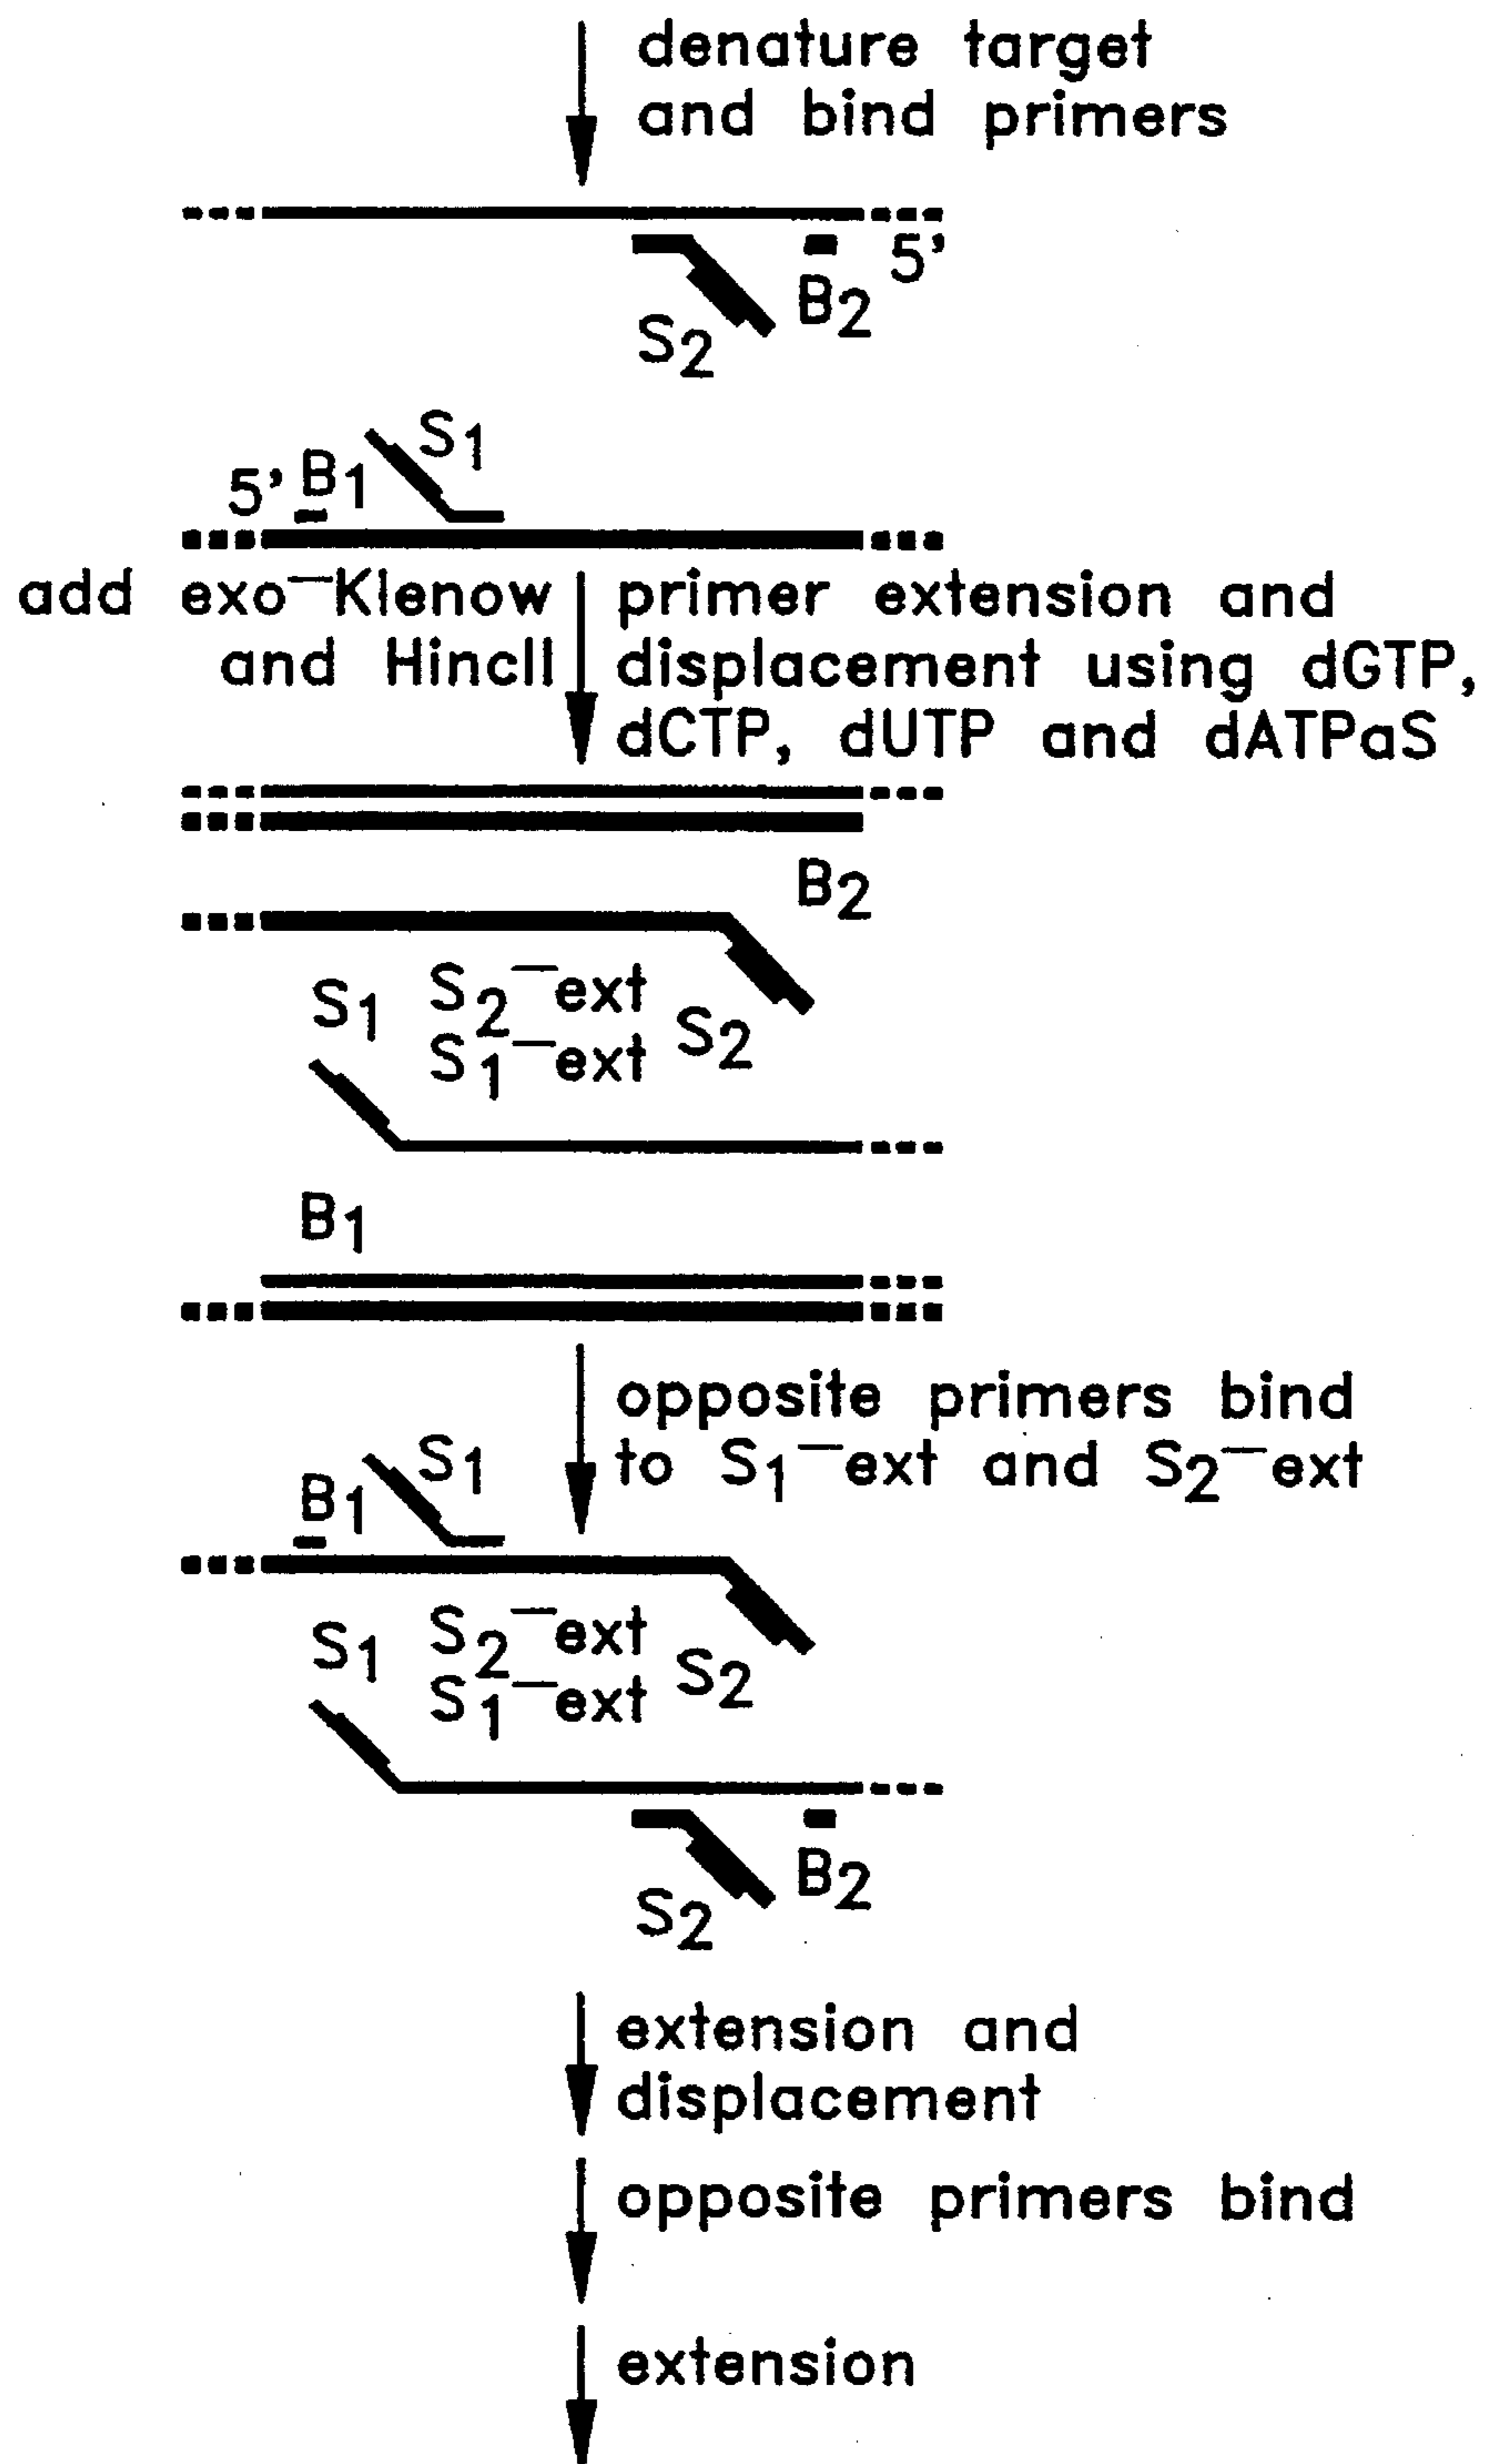 denature target
and bind primers
5'
B2
S2
S1
5' B1
add exo-Klenow
and HincII
primer extension and
displacement using dGTP,
dCTP, dUTP and dATPaS
B2
S1 S2-ext
S1-ext S2
B1
opposite primers bind
to S1-ext and S2-ext
S1
B1
S1 S2-ext
S1-ext S2
B2
S2
extension and
displacement
opposite primers bind
extension